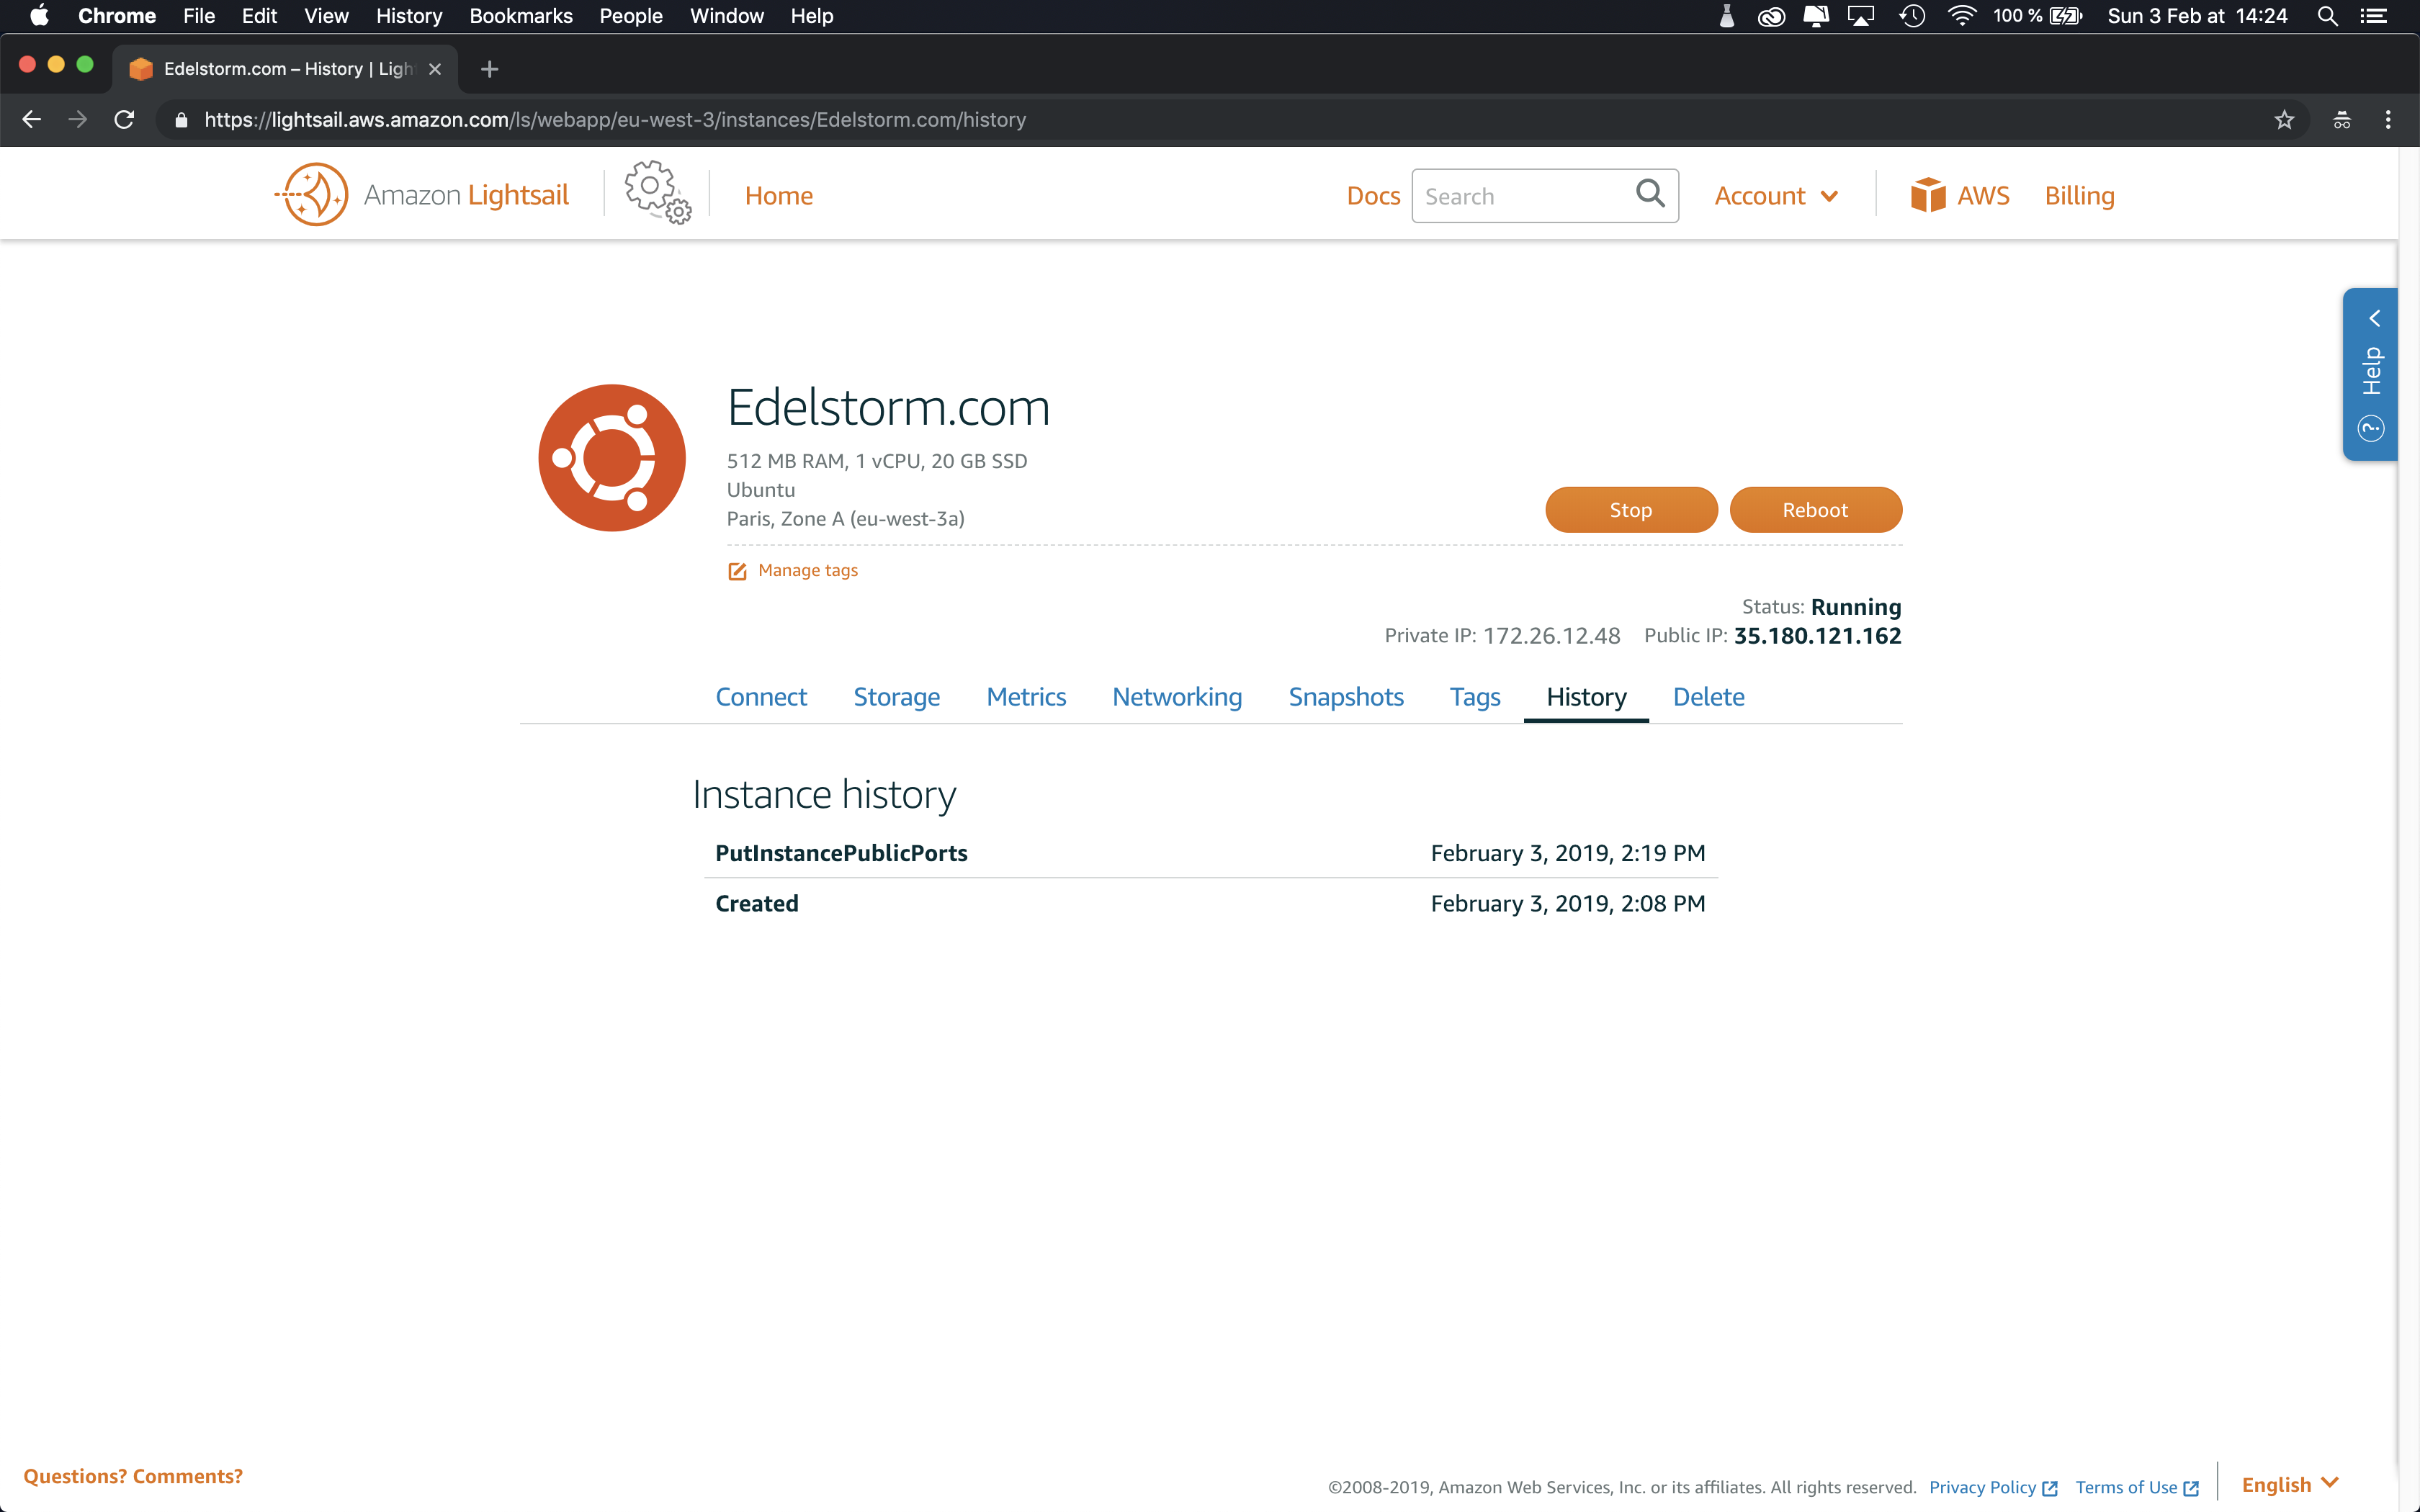 Chrome File Edit View History Bookmarks People Window Help 100 % Sun 3 Feb at 14:24
Edelstorm.com – History | Ligh
https://lightsail.aws.amazon.com/ls/webapp/eu-west-3/instances/Edelstorm.com/history
Amazon Lightsail Home Docs Search Account AWS Billing
Help
Edelstorm.com
512 MB RAM, 1 vCPU, 20 GB SSD
Ubuntu
Paris, Zone A (eu-west-3a)
Stop Reboot
Manage tags
Status: Running
Private IP: 172.26.12.48 Public IP: 35.180.121.162
Connect Storage Metrics Networking Snapshots Tags History Delete
Instance history
PutInstancePublicPorts February 3, 2019, 2:19 PM
Created February 3, 2019, 2:08 PM
Questions? Comments?
©2008-2019, Amazon Web Services, Inc. or its affiliates. All rights reserved. Privacy Policy Terms of Use English